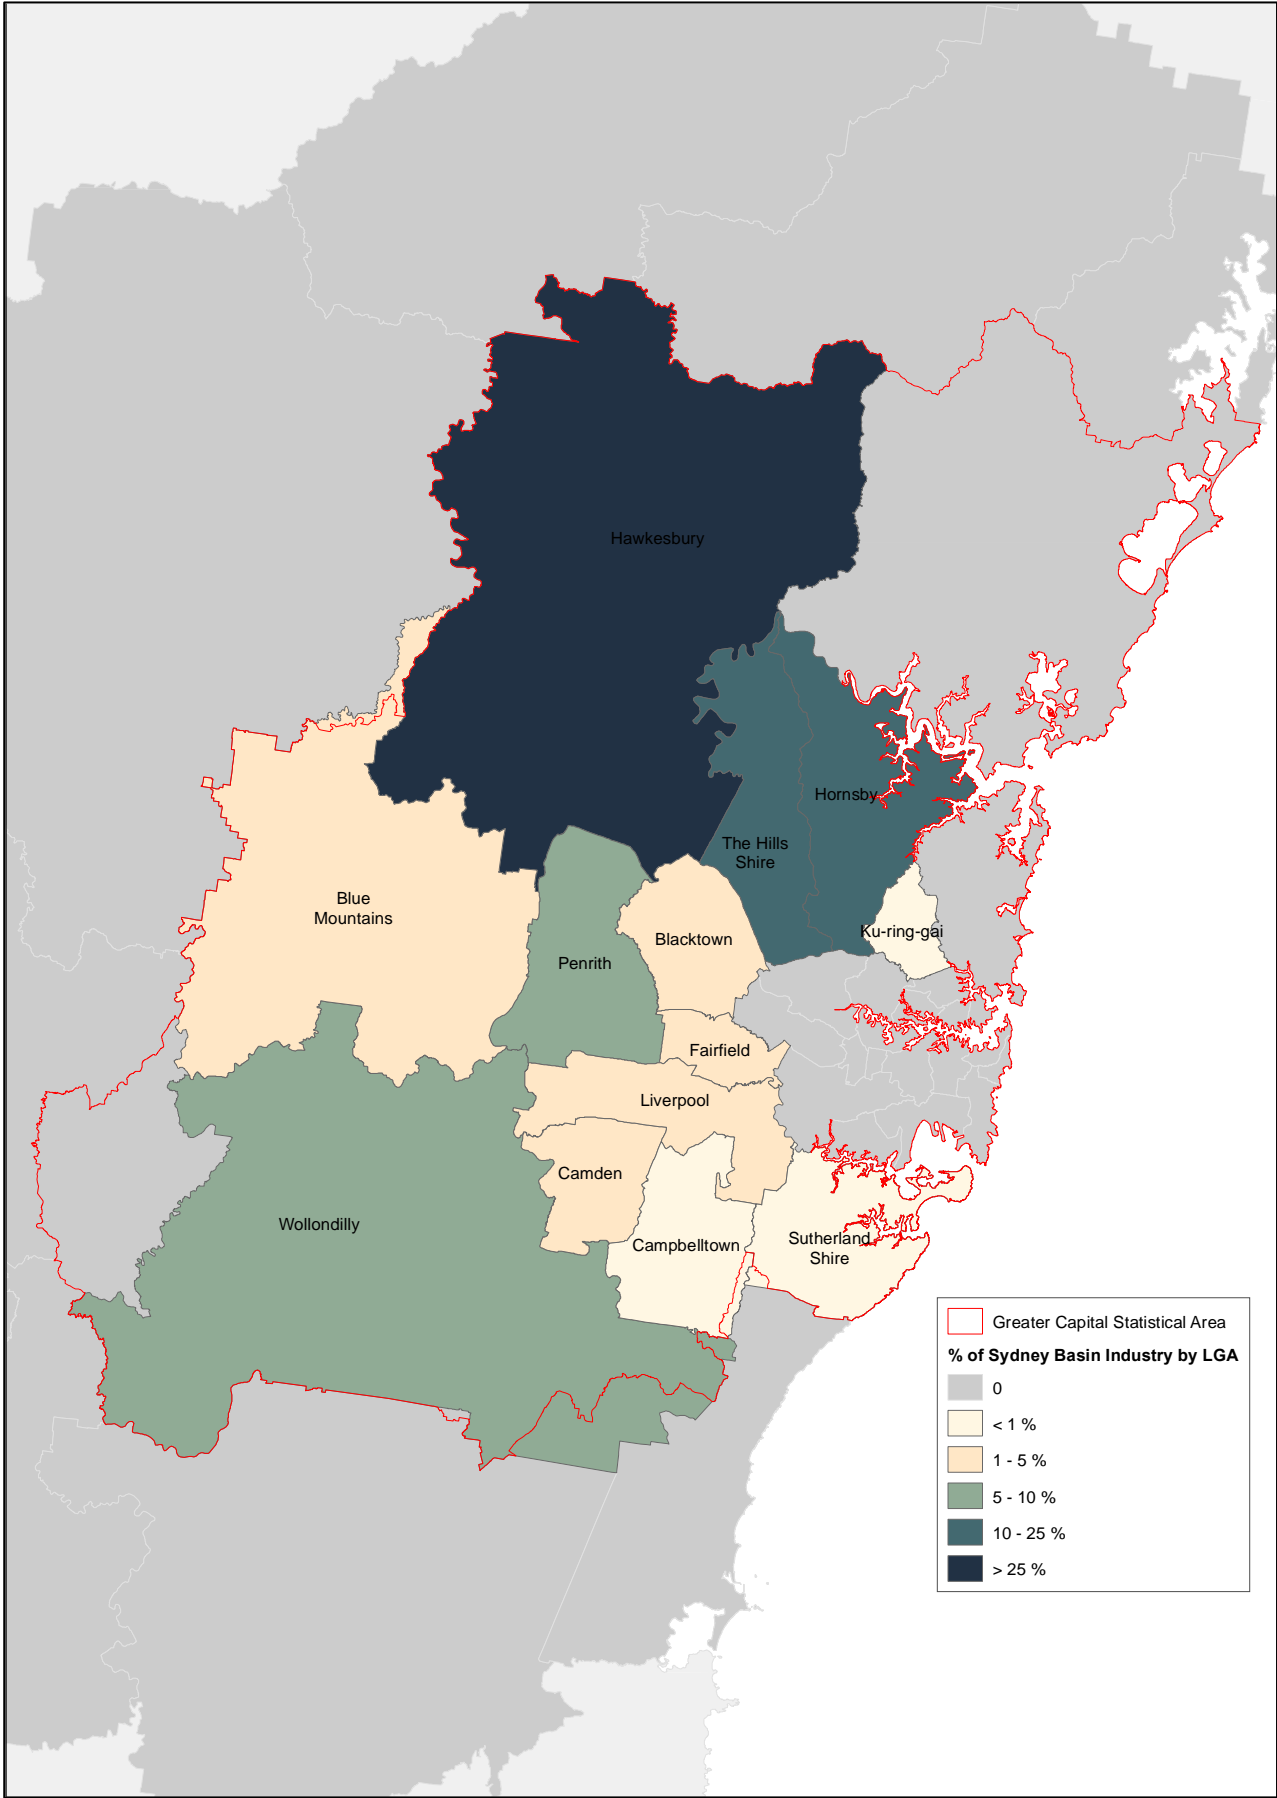 Hawkesbury
Hornsby
The Hills
Shire
Blue
Mountains
Ku-ring-gai
Blacktown
Penrith
Fairfield
Liverpool
Camden
Wollondilly
Campbelltown
Sutherland
Shire
Greater Capital Statistical Area
% of Sydney Basin Industry by LGA
0
< 1 %
1 - 5 %
5 - 10 %
10 - 25 %
> 25 %